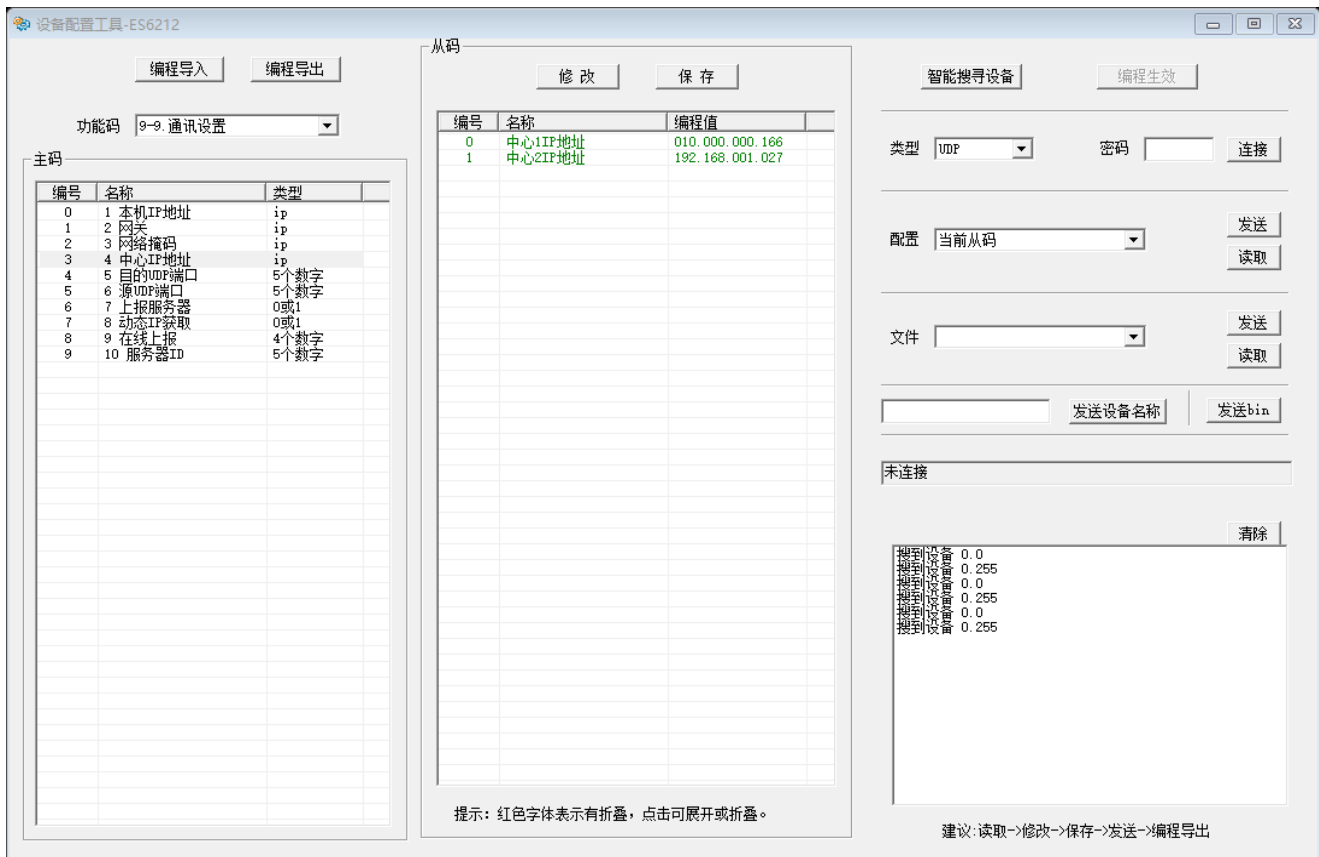 设备配置工具-ES6212
编程导入 编程导出
功能码 9-9.通讯设置
主码
编号 名称 类型
0 1 本机IP地址 ip
1 2 网关 ip
2 3 网络掩码 ip
3 4 中心IP地址 ip
4 5 目的UDP端口 5个数字
5 6 源UDP端口 5个数字
6 7 上报服务器 0或1
7 8 动态IP获取 0或1
8 9 在线上报 4个数字
9 10 服务器ID 5个数字
从码
修改 保存
编号 名称 编程值
0 中心1IP地址 010.000.000.166
1 中心2IP地址 192.168.001.027
提示：红色字体表示有折叠，点击可展开或折叠。
智能搜寻设备 编程生效
类型 UDP 密码 连接
配置 当前从码 发送
读取
文件 发送
读取
发送设备名称 发送bin
未连接
清除
搜到设备 0.0
搜到设备 0.255
搜到设备 0.0
搜到设备 0.255
搜到设备 0.0
搜到设备 0.255
建议:读取->修改->保存->发送->编程导出